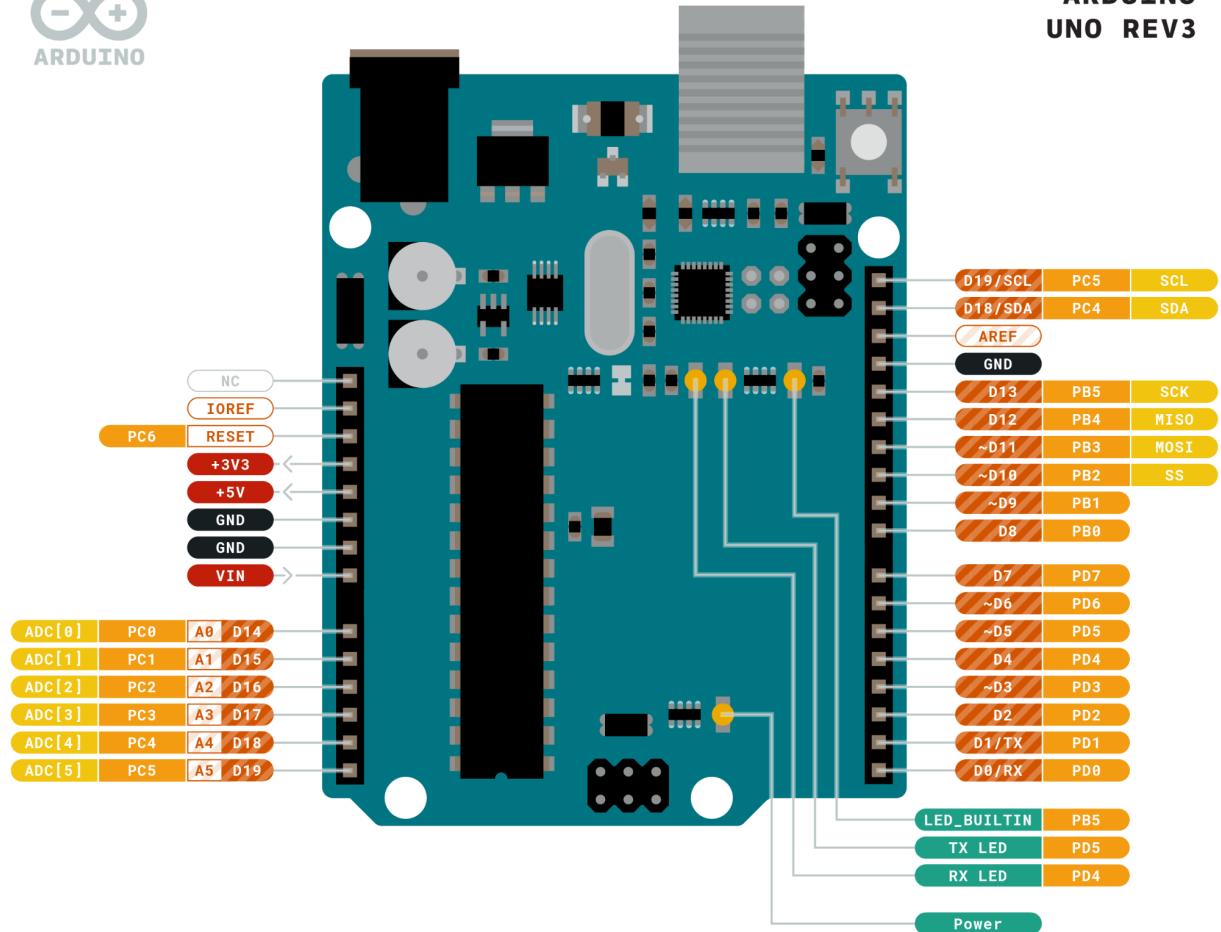 ARDUINO
ARDUINO
UNO REV3
D19/SCL PC5 SCL
D18/SDA PC4 SDA
AREF
GND
NC
D13 PB5 SCK
IOREF
D12 PB4 MISO
PC6 RESET
~D11 PB3 MOSI
+3V3
~D10 PB2 SS
+5V
~D9 PB1
GND
D8 PB0
GND
VIN
D7 PD7
~D6 PD6
ADC[0] PC0 A0 D14
~D5 PD5
ADC[1] PC1 A1 D15
D4 PD4
ADC[2] PC2 A2 D16
~D3 PD3
ADC[3] PC3 A3 D17
D2 PD2
ADC[4] PC4 A4 D18
D1/TX PD1
ADC[5] PC5 A5 D19
D0/RX PD0
LED_BUILTIN PB5
TX LED PD5
RX LED PD4
Power